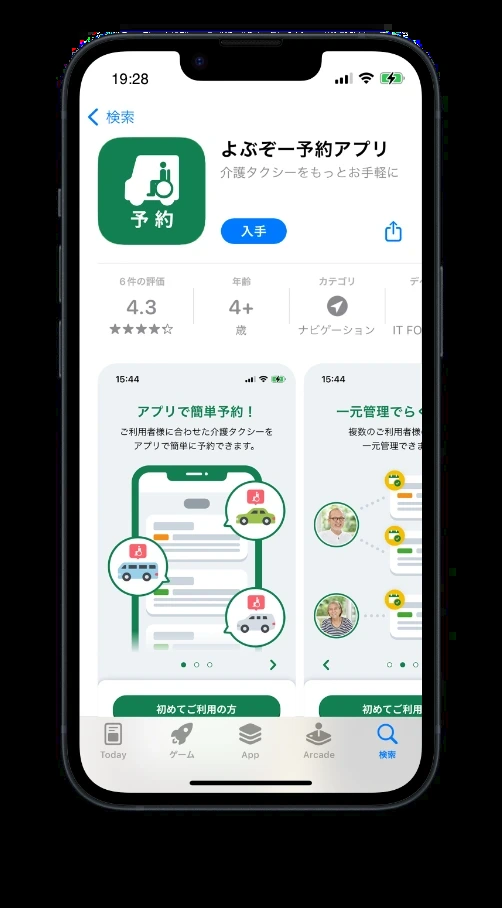 19:28
検索
予約
よぶぞー予約アプリ
介護タクシーをもっとお手軽に
入手
6件の評価
年齢
カテゴリ
4.3
4+
★★★★☆
歳
ナビゲーション
IT FO
15:44
アプリで簡単予約！
ご利用者様に合わせた介護タクシーを
アプリで簡単に予約できます。
初めてご利用の方
15:44
一元管理でらく
複数のご利用者様
一元管理できま
初めてご利用
Today
ゲーム
App
Arcade
検索